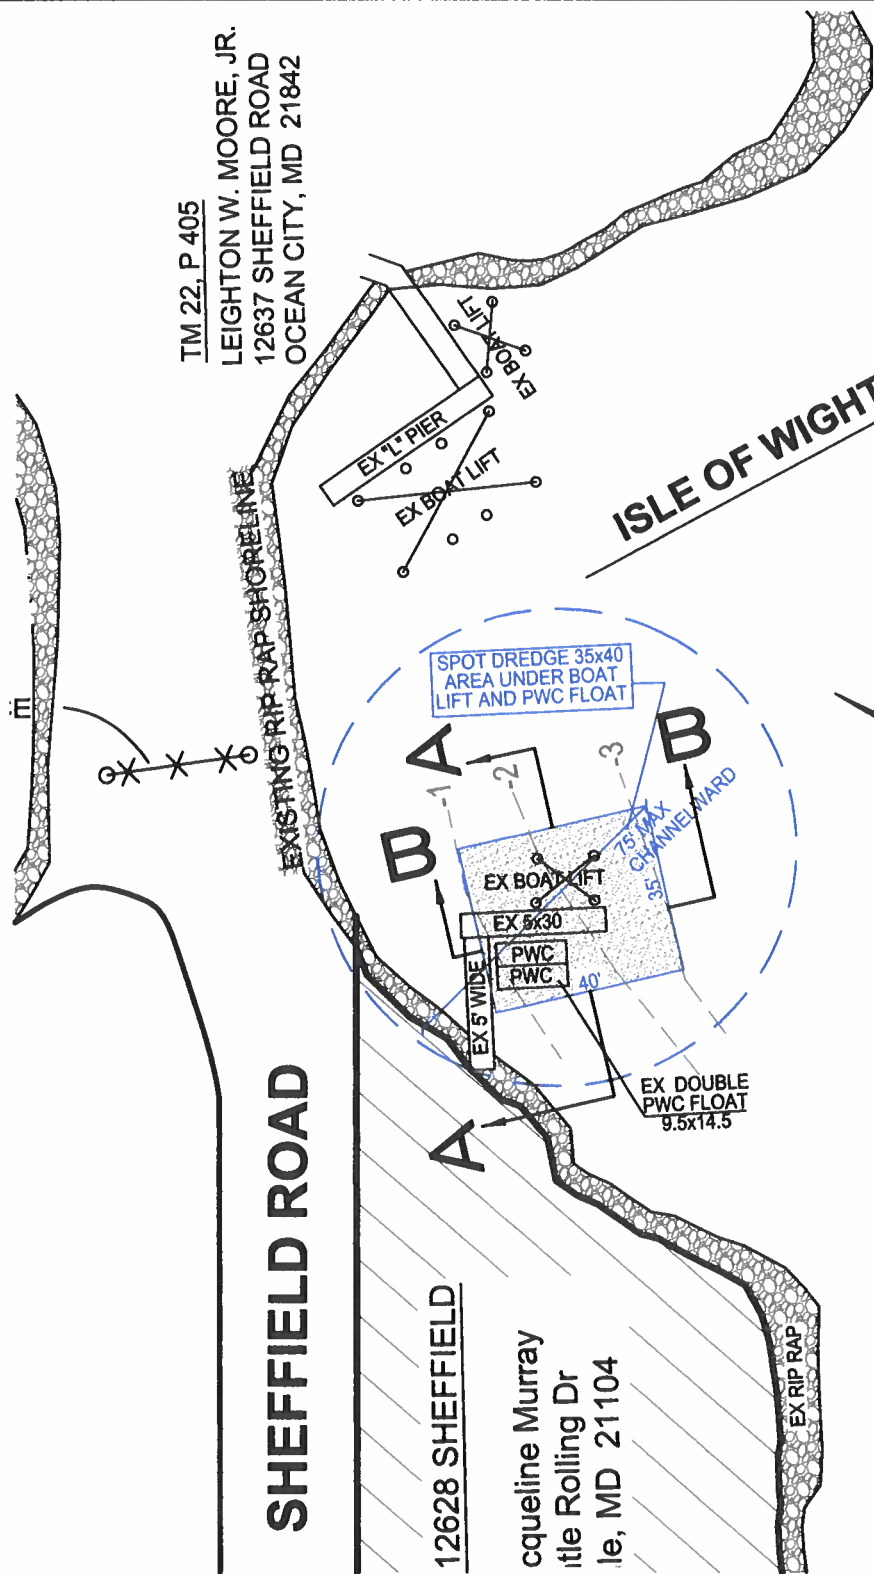 TM 22, P 405
LEIGHTON W. MOORE, JR.
12637 SHEFFIELD ROAD
OCEAN CITY, MD 21842
EX BOAT LIFT
EX "L" PIER
EX BOAT LIFT
ISLE OF WIGHT
EXISTING RIP RAP SHORELINE
E
SPOT DREDGE 35x40
AREA UNDER BOAT
LIFT AND PWC FLOAT
A
B
-1
-2
-3
B
75' MAX
CHANNELWARD
EX BOAT LIFT
35'
EX 5x30
PWC
PWC
40'
EX 5' WIDE
EX DOUBLE
PWC FLOAT
9.5x14.5
A
SHEFFIELD ROAD
12628 SHEFFIELD
cqueline Murray
tle Rolling Dr
le, MD 21104
EX RIP RAP